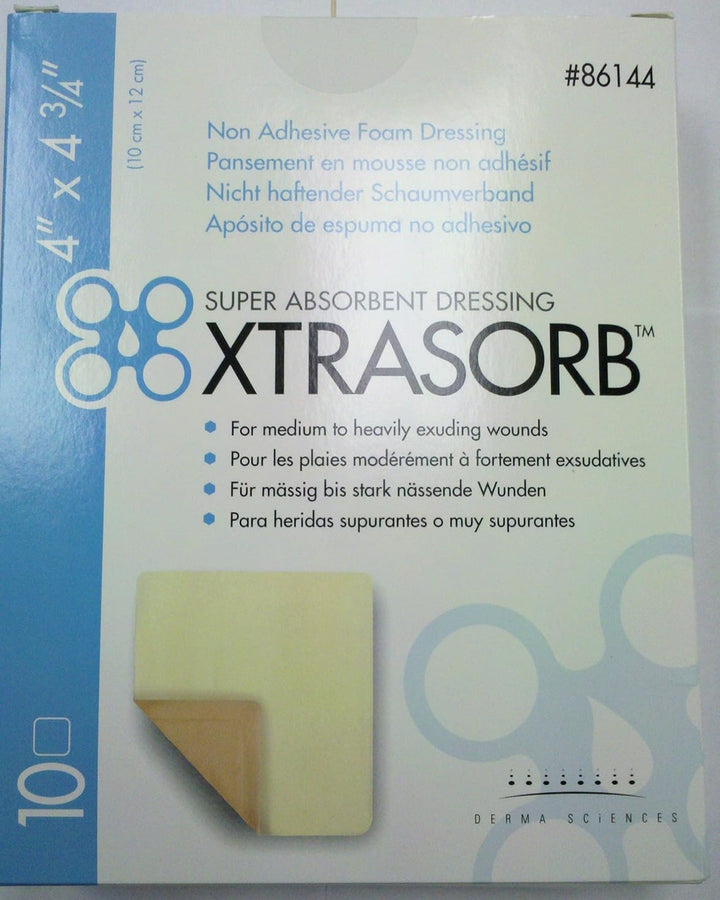 #86144
4" x 4 3/4"
(10 cm x 12 cm)
Non Adhesive Foam Dressing
Pansement en mousse non adhésif
Nicht haftender Schaumverband
Apósito de espuma no adhesivo
SUPER ABSORBENT DRESSING
XTRASORB™
For medium to heavily exuding wounds
Pour les plaies modérément à fortement exsudatives
Für mässig bis stark nässende Wunden
Para heridas supurantes o muy supurantes
10
DERMA SCiENCES